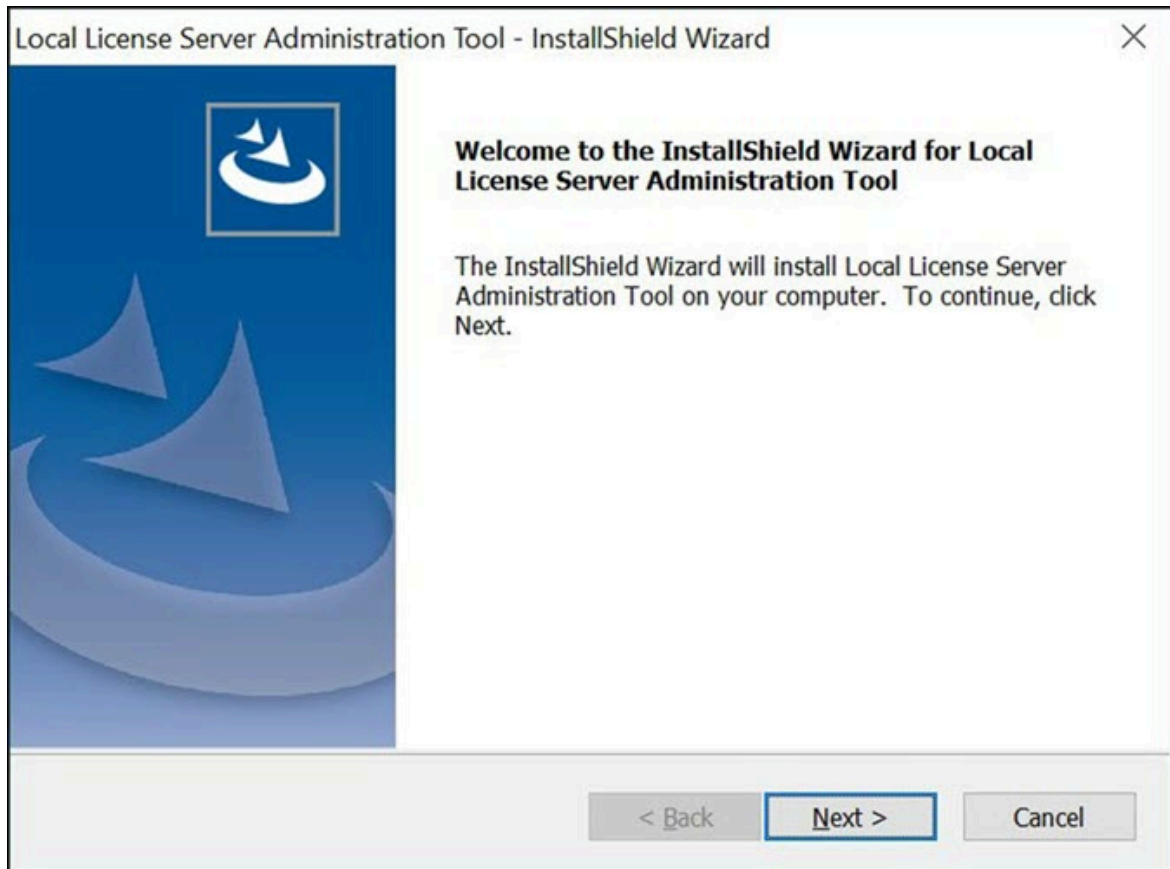 Local License Server Administration Tool - InstallShield Wizard
Welcome to the InstallShield Wizard for Local
License Server Administration Tool
The InstallShield Wizard will install Local License Server
Administration Tool on your computer.  To continue, click
Next.
< Back
Next >
Cancel